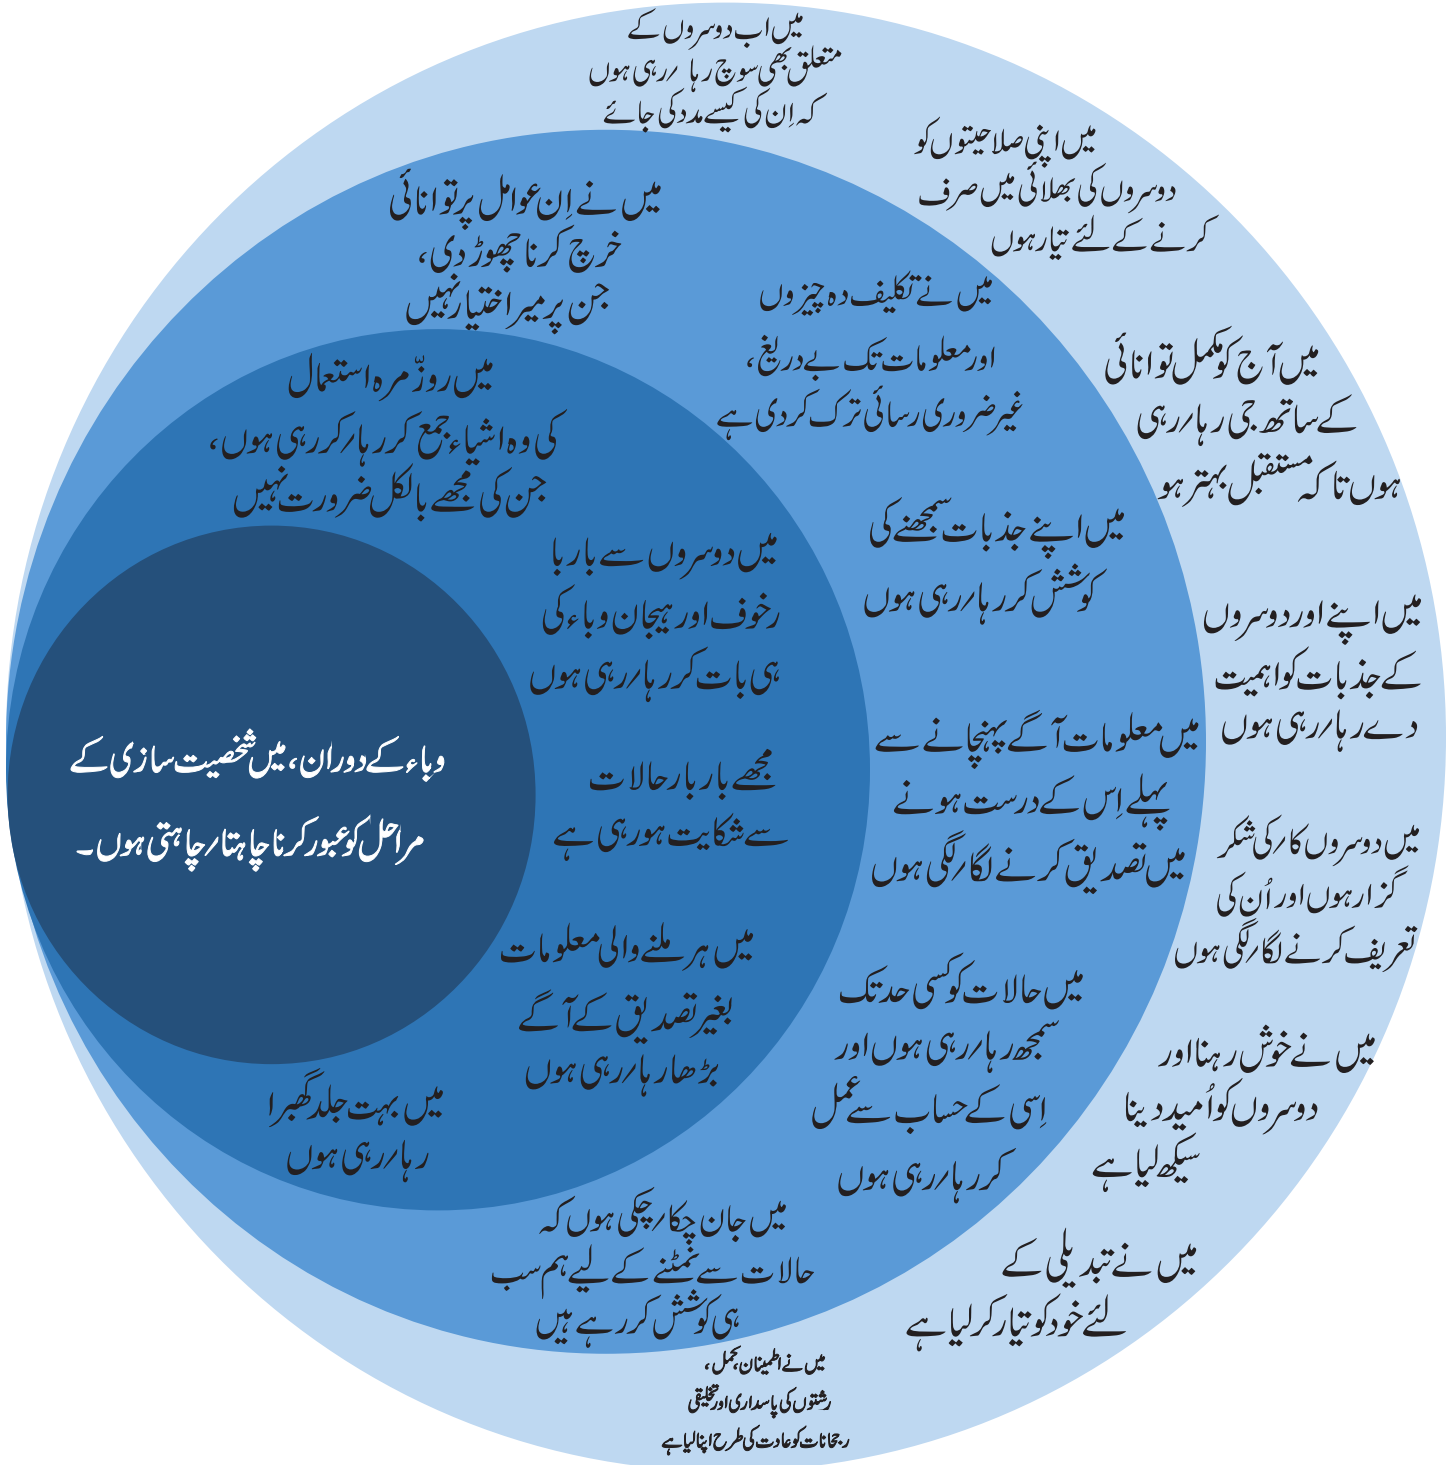 میں اب دوسروں کے
متعلق بھی سوچ رہا/رہی ہوں
کہ اِن کی کیسے مدد کی جائے
میں اپنی صلاحیتوں کو
دوسروں کی بھلائی میں صرف
کرنے کے لئے تیار ہوں
میں آج کو مکمل توانائی
کے ساتھ جی رہا/رہی
ہوں تاکہ مستقبل بہتر ہو
میں اپنے اور دوسروں
کے جذبات کو اہمیت
دے رہا/رہی ہوں
میں دوسروں کا/کی شکر
گزار ہوں اور اُن کی
تعریف کرنے لگا/لگی ہوں
میں نے خوش رہنا اور
دوسروں کو اُمید دینا
سیکھ لیا ہے
میں نے تبدیلی کے
لئے خود کو تیار کر لیا ہے
میں نے اطمینان، تحمل،
رشتوں کی پاسداری اور تخلیقی
رجحانات کو عادت کی طرح اپنا لیا ہے
میں نے اِن عوامل پر توانائی
خرچ کرنا چھوڑ دی،
جن پر میرا اختیار نہیں
میں نے تکلیف دہ چیزوں
اور معلومات تک بے دریغ،
غیر ضروری رسائی ترک کر دی ہے
میں اپنے جذبات سمجھنے کی
کوشش کر رہا/رہی ہوں
میں معلومات آگے پہنچانے سے
پہلے اِس کے درست ہونے
میں تصدیق کرنے لگا/لگی ہوں
میں حالات کو کسی حد تک
سمجھ رہا/رہی ہوں اور
اِسی کے حساب سے عمل
کر رہا/رہی ہوں
میں جان چکا/چکی ہوں کہ
حالات سے نمٹنے کے لیے ہم سب
ہی کوشش کر رہے ہیں
میں روزّمرہ استعمال
کی وہ اشیاء جمع کر رہا/کر رہی ہوں،
جن کی مجھے بالکل ضرورت نہیں
میں دوسروں سے بار با
رخوف اور ہیجان وباء کی
ہی بات کر رہا/رہی ہوں
مجھے بار بار حالات
سے شکایت ہو رہی ہے
میں ہر ملنے والی معلومات
بغیر تصدیق کے آگے
بڑھا رہا/رہی ہوں
میں بہت جلد گھبرا
رہا/رہی ہوں
وباء کے دوران، میں شخصیت سازی کے
مراحل کو عبور کرنا چاہتا/چاہتی ہوں۔